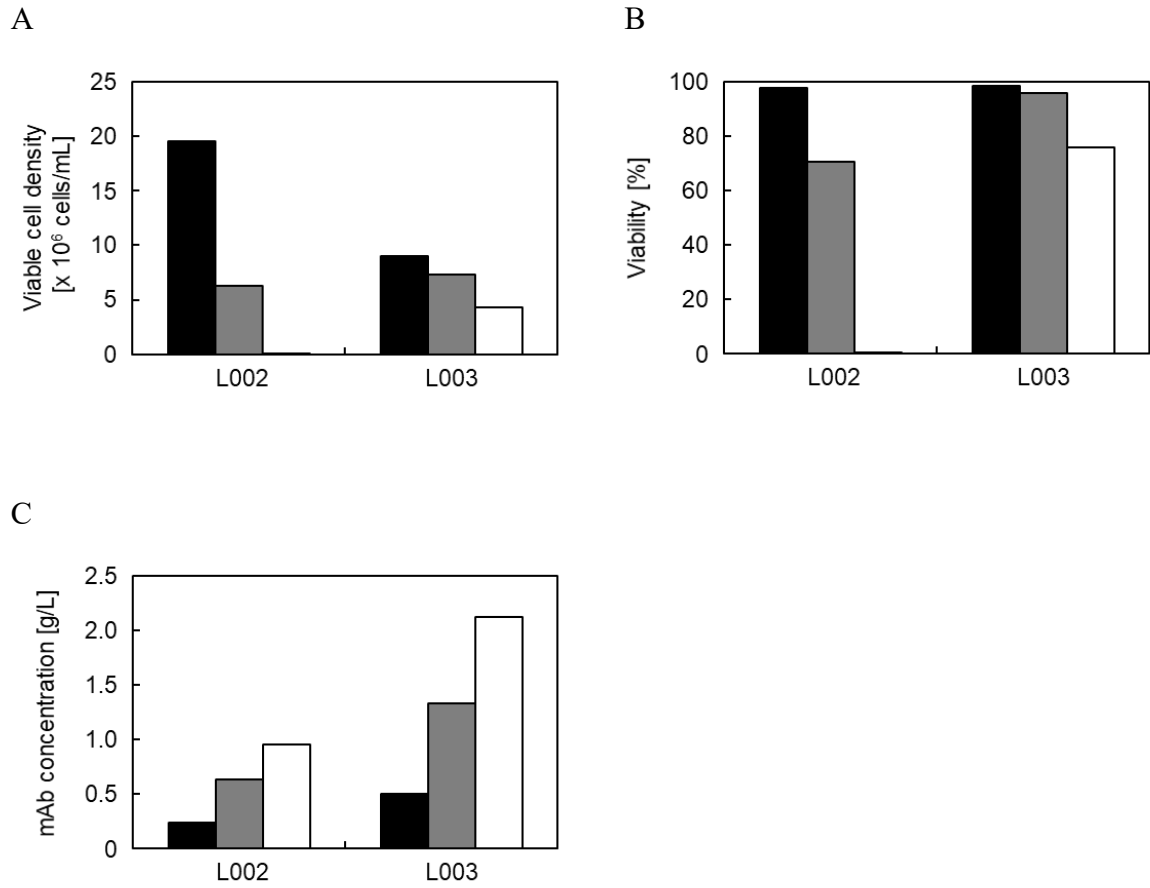 A
Viable cell density
[x 10⁶ cells/mL]
25
20
15
10
5
0
L002
L003
B
Viability [%]
100
80
60
40
20
0
L002
L003
C
mAb concentration [g/L]
2.5
2.0
1.5
1.0
0.5
0
L002
L003